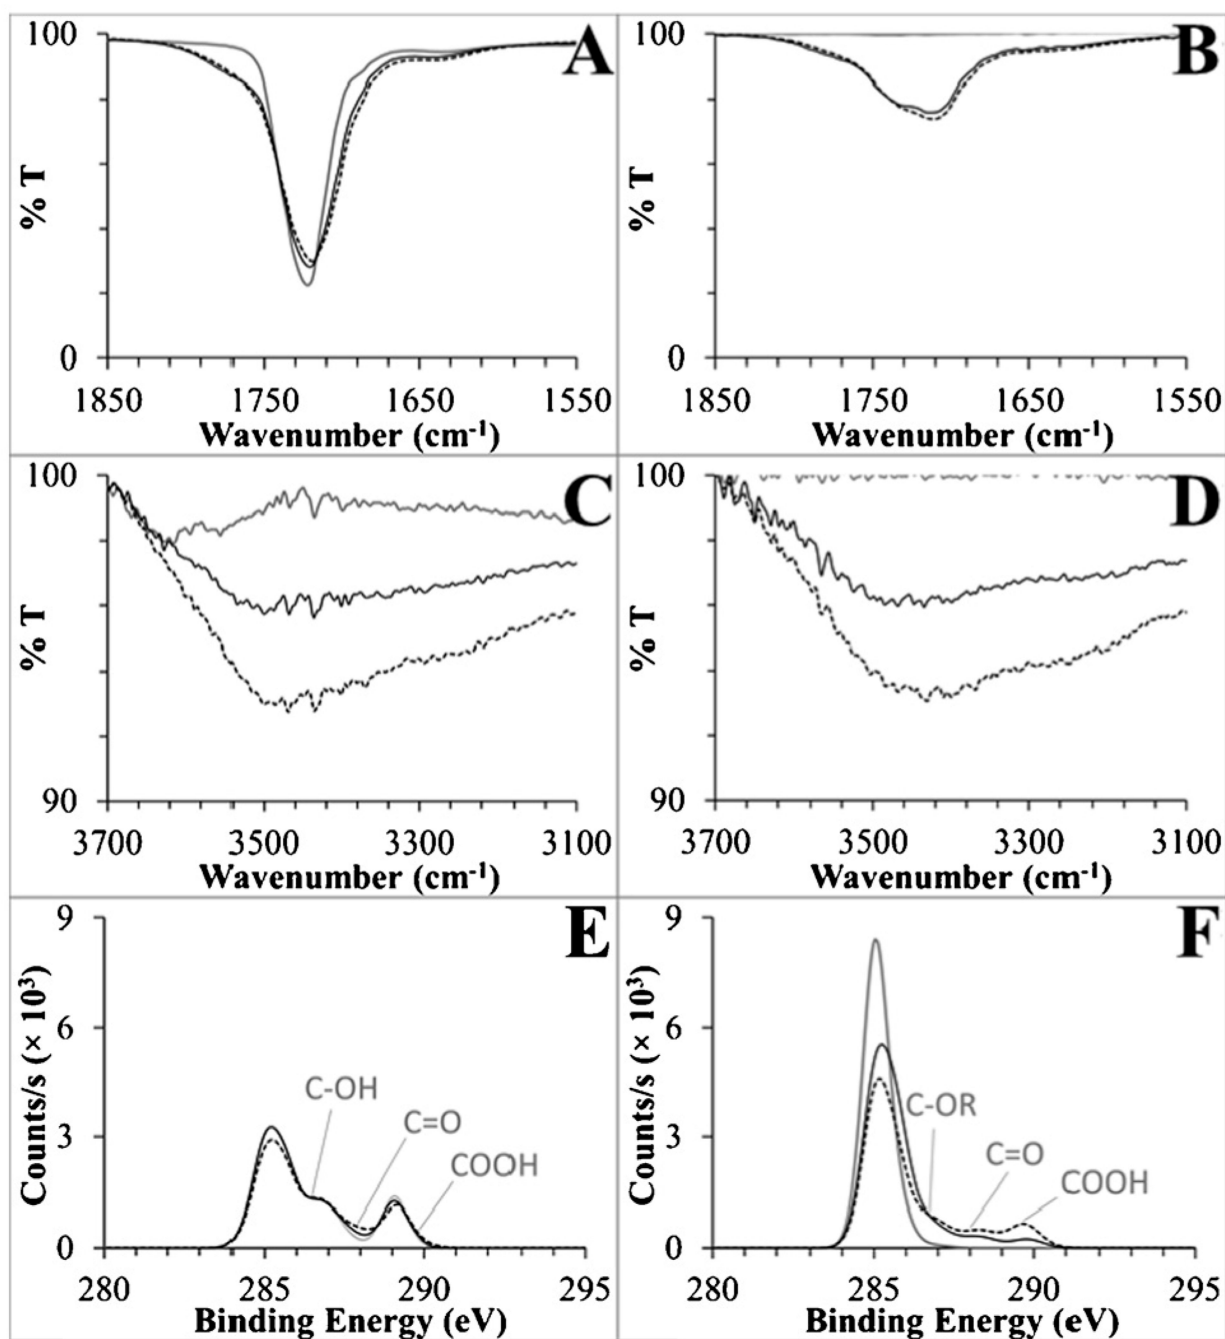 A
100
% T
0
1850 1750 1650 1550
Wavenumber (cm-1)
B
100
% T
0
1850 1750 1650 1550
Wavenumber (cm-1)
C
100
% T
90
3700 3500 3300 3100
Wavenumber (cm-1)
D
100
% T
90
3700 3500 3300 3100
Wavenumber (cm-1)
E
9
6
3
0
Counts/s (× 10³)
C-OH
C=O
COOH
280 285 290 295
Binding Energy (eV)
F
9
6
3
0
Counts/s (× 10³)
C-OR
C=O
COOH
280 285 290 295
Binding Energy (eV)